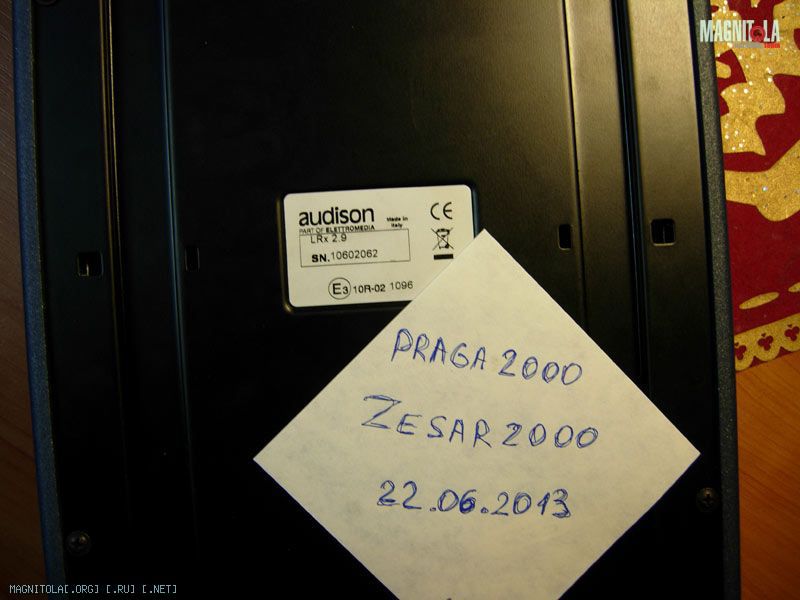 MAGNITOLA
audison
Made in
Italy
PART OF ELETTROMEDIA
CE
LRx 2.9
SN.10602062
E3 10R-02 1096
PRAGA 2000
ZESAR 2000
22.06.2013
MAGNITOLA[.ORG] [.RU] [.NET]